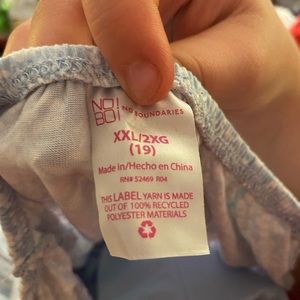 NO!
BO!
NO BOUNDARIES
XXL/2XG
(19)
Made in/Hecho en China
RN# 52469 R04
THIS LABEL YARN IS MADE
OUT OF 100% RECYCLED
POLYESTER MATERIALS